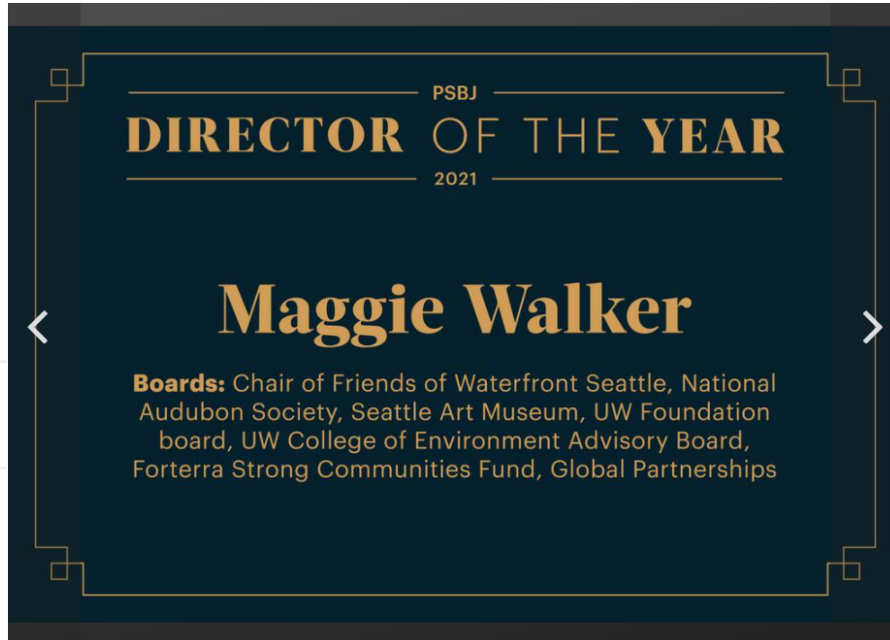 PSBJ
DIRECTOR OF THE YEAR
2021
Maggie Walker
Boards: Chair of Friends of Waterfront Seattle, National
Audubon Society, Seattle Art Museum, UW Foundation
board, UW College of Environment Advisory Board,
Forterra Strong Communities Fund, Global Partnerships